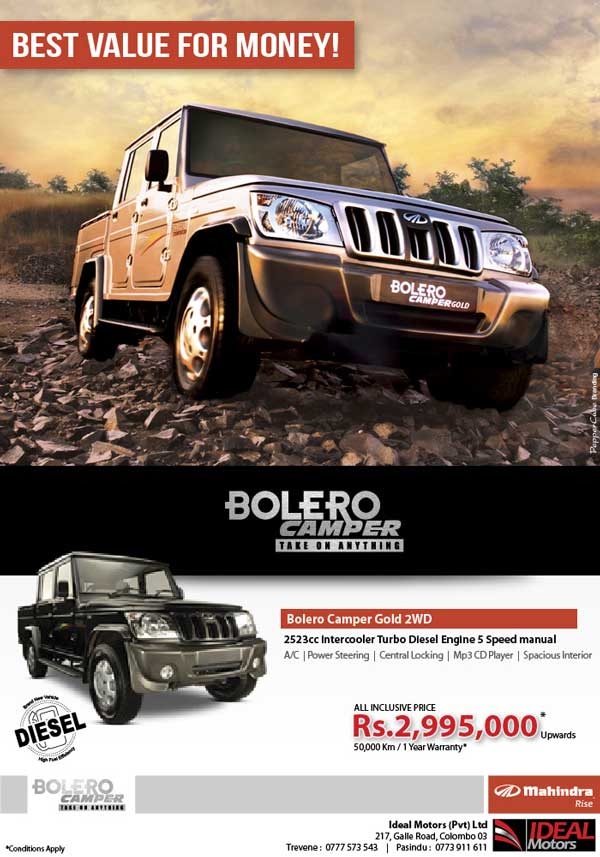 BEST VALUE FOR MONEY!
BOLERO
CAMPER GOLD
Pepper Cube Branding
BOLERO
CAMPER
TAKE ON ANYTHING
Bolero Camper Gold 2WD
2523cc Intercooler Turbo Diesel Engine 5 Speed manual
A/C | Power Steering | Central Locking | Mp3 CD Player | Spacious Interior
Brand New Vehicle
DIESEL
High Fuel Efficiency
ALL INCLUSIVE PRICE
Rs.2,995,000* Upwards
50,000 Km / 1 Year Warranty*
BOLERO
CAMPER
TAKE ON ANYTHING
Mahindra
Rise
Ideal Motors (Pvt) Ltd
217, Galle Road, Colombo 03
Trevene : 0777 573 543 | Pasindu : 0773 911 611
IDEAL
Motors
*Conditions Apply